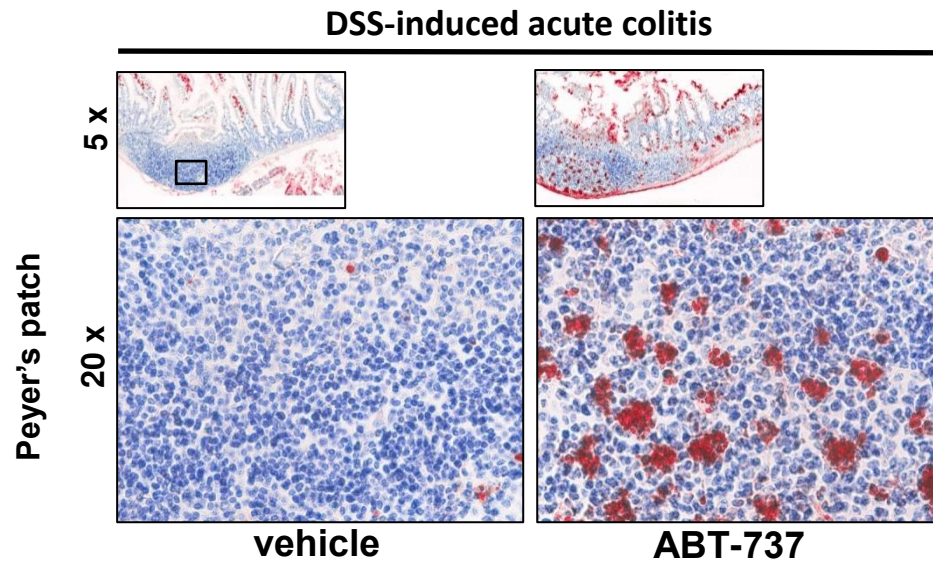 DSS-induced acute colitis
5 x
Peyer's patch
20 x
vehicle
ABT-737